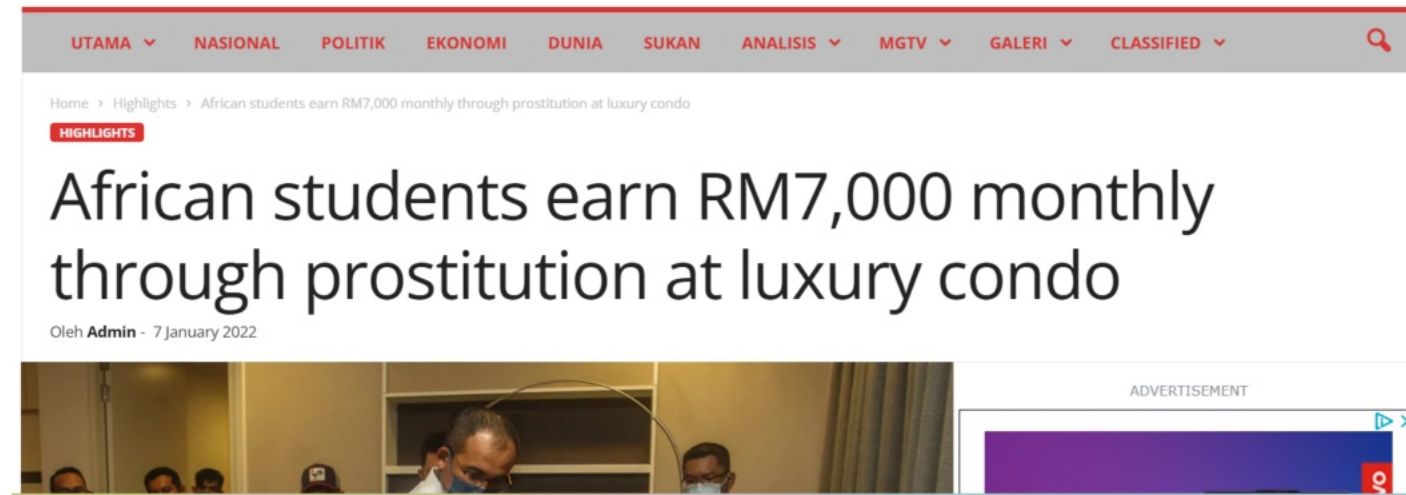 UTAMA NASIONAL POLITIK EKONOMI DUNIA SUKAN ANALISIS MGTV GALERI CLASSIFIED
Home > Highlights > African students earn RM7,000 monthly through prostitution at luxury condo
HIGHLIGHTS
African students earn RM7,000 monthly
through prostitution at luxury condo
Oleh Admin - 7 January 2022
ADVERTISEMENT